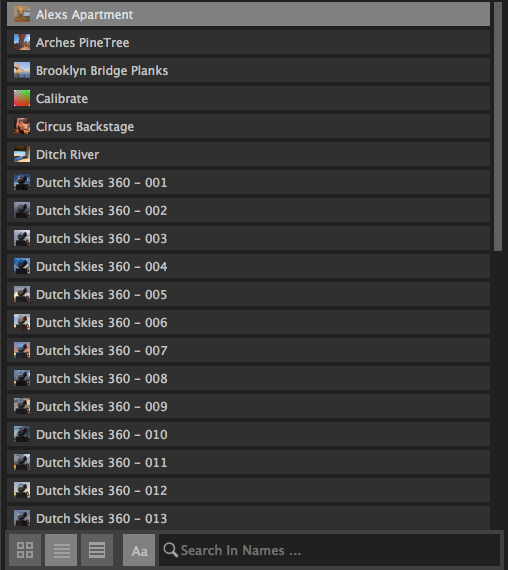 Alexs Apartment
Arches PineTree
Brooklyn Bridge Planks
Calibrate
Circus Backstage
Ditch River
Dutch Skies 360 – 001
Dutch Skies 360 – 002
Dutch Skies 360 – 003
Dutch Skies 360 – 004
Dutch Skies 360 – 005
Dutch Skies 360 – 006
Dutch Skies 360 – 007
Dutch Skies 360 – 008
Dutch Skies 360 – 009
Dutch Skies 360 – 010
Dutch Skies 360 – 011
Dutch Skies 360 – 012
Dutch Skies 360 – 013
Aa Search In Names ...